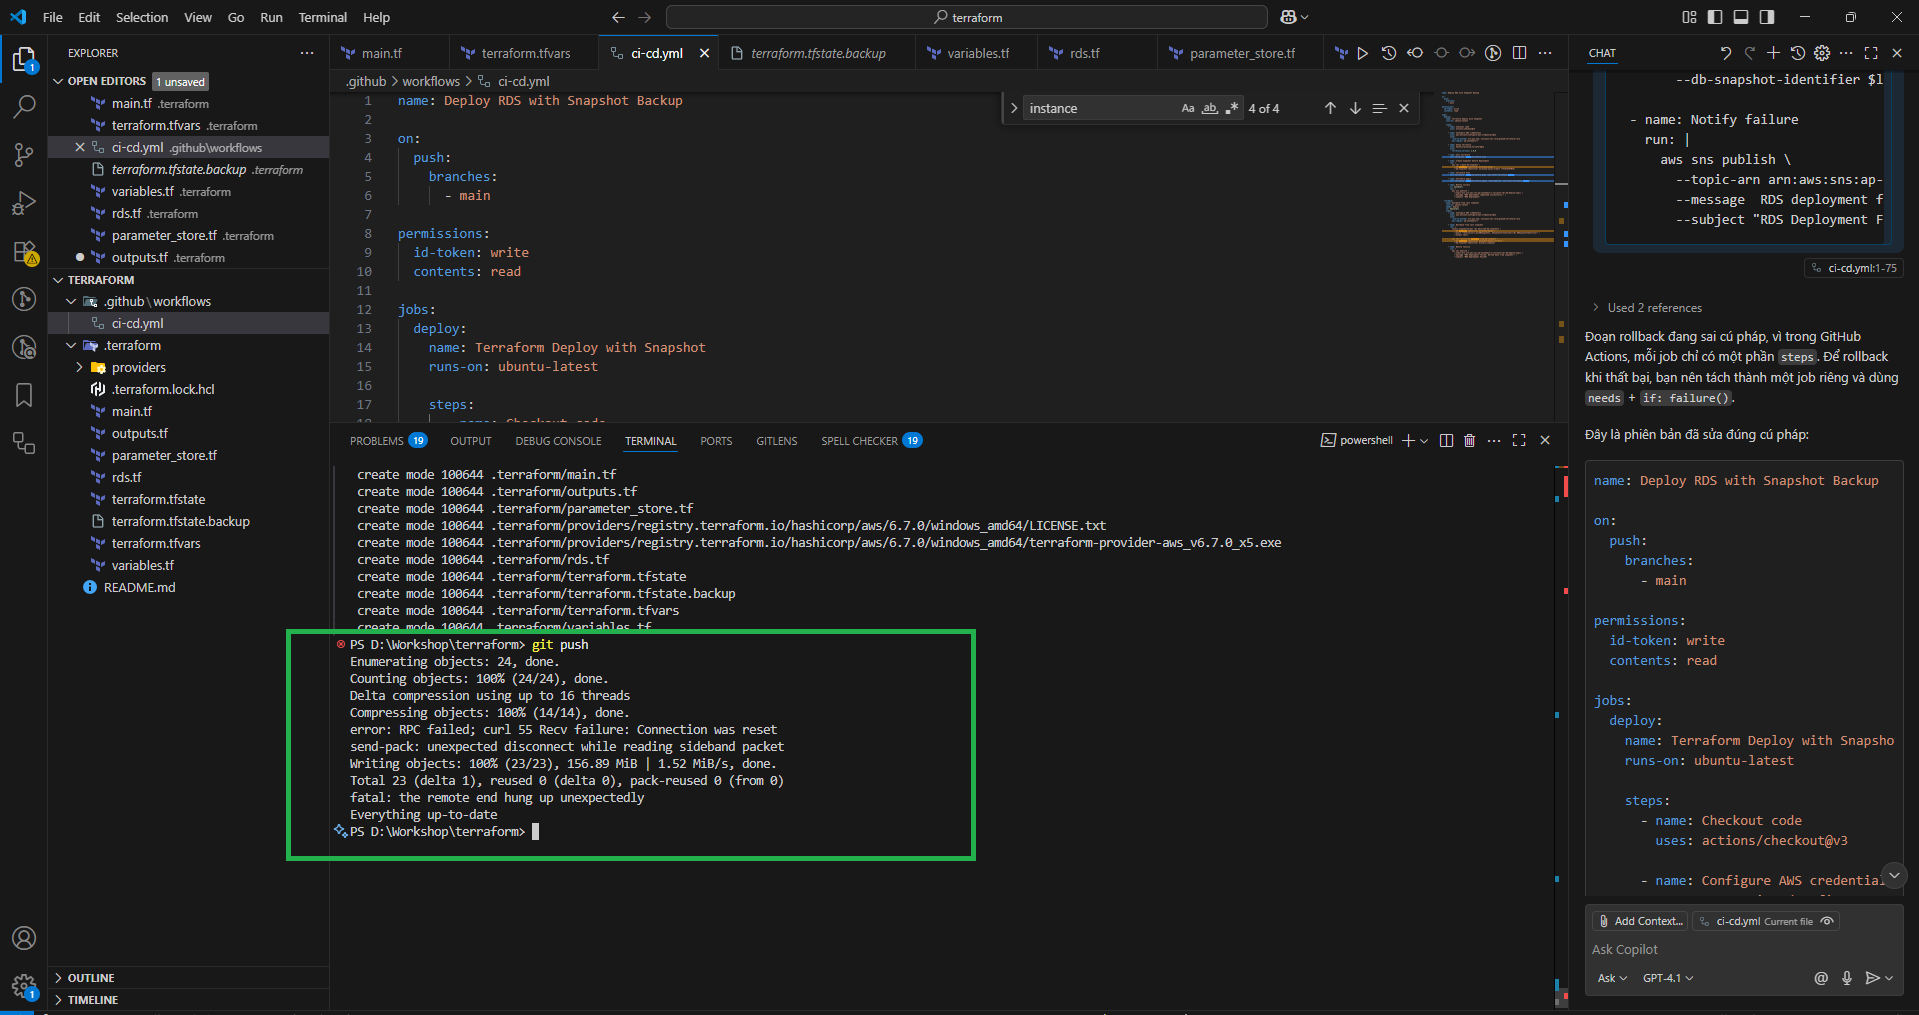 File Edit Selection View Go Run Terminal Help
terraform
EXPLORER
OPEN EDITORS 1 unsaved
main.tf .terraform
terraform.tfvars .terraform
ci-cd.yml .github\workflows
terraform.tfstate.backup .terraform
variables.tf .terraform
rds.tf .terraform
parameter_store.tf .terraform
outputs.tf .terraform
TERRAFORM
.github\workflows
ci-cd.yml
.terraform
providers
.terraform.lock.hcl
main.tf
outputs.tf
parameter_store.tf
rds.tf
terraform.tfstate
terraform.tfstate.backup
terraform.tfvars
variables.tf
README.md
OUTLINE
TIMELINE
1
1
main.tf
terraform.tfvars
ci-cd.yml
terraform.tfstate.backup
variables.tf
rds.tf
parameter_store.tf
.github > workflows > ci-cd.yml
instance
Aa ab .*
4 of 4
1 name: Deploy RDS with Snapshot Backup
2
3 on:
4 push:
5 branches:
6 - main
7
8 permissions:
9 id-token: write
10 contents: read
11
12 jobs:
13 deploy:
14 name: Terraform Deploy with Snapshot
15 runs-on: ubuntu-latest
16
17 steps:
18 - name: Checkout code
PROBLEMS 19 OUTPUT DEBUG CONSOLE TERMINAL PORTS GITLENS SPELL CHECKER 19
powershell
create mode 100644 .terraform/main.tf
create mode 100644 .terraform/outputs.tf
create mode 100644 .terraform/parameter_store.tf
create mode 100644 .terraform/providers/registry.terraform.io/hashicorp/aws/6.7.0/windows_amd64/LICENSE.txt
create mode 100644 .terraform/providers/registry.terraform.io/hashicorp/aws/6.7.0/windows_amd64/terraform-provider-aws_v6.7.0_x5.exe
create mode 100644 .terraform/rds.tf
create mode 100644 .terraform/terraform.tfstate
create mode 100644 .terraform/terraform.tfstate.backup
create mode 100644 .terraform/terraform.tfvars
create mode 100644 .terraform/variables.tf
PS D:\Workshop\terraform> git push
Enumerating objects: 24, done.
Counting objects: 100% (24/24), done.
Delta compression using up to 16 threads
Compressing objects: 100% (14/14), done.
error: RPC failed; curl 55 Recv failure: Connection was reset
send-pack: unexpected disconnect while reading sideband packet
Writing objects: 100% (23/23), 156.89 MiB | 1.52 MiB/s, done.
Total 23 (delta 1), reused 0 (delta 0), pack-reused 0 (from 0)
fatal: the remote end hung up unexpectedly
Everything up-to-date
PS D:\Workshop\terraform>
CHAT
--db-snapshot-identifier $l
- name: Notify failure
run: |
aws sns publish \
--topic-arn arn:aws:sns:ap-
--message RDS deployment f
--subject "RDS Deployment F
ci-cd.yml:1-75
Used 2 references
Đoạn rollback đang sai cú pháp, vì trong GitHub
Actions, mỗi job chỉ có một phần steps. Để rollback
khi thất bại, bạn nên tách thành một job riêng và dùng
needs + if: failure().
Đây là phiên bản đã sửa đúng cú pháp:
name: Deploy RDS with Snapshot Backup
on:
push:
branches:
- main
permissions:
id-token: write
contents: read
jobs:
deploy:
name: Terraform Deploy with Snapsho
runs-on: ubuntu-latest
steps:
- name: Checkout code
uses: actions/checkout@v3
- name: Configure AWS credentia
Add Context... ci-cd.yml Current file
Ask Copilot
Ask GPT-4.1